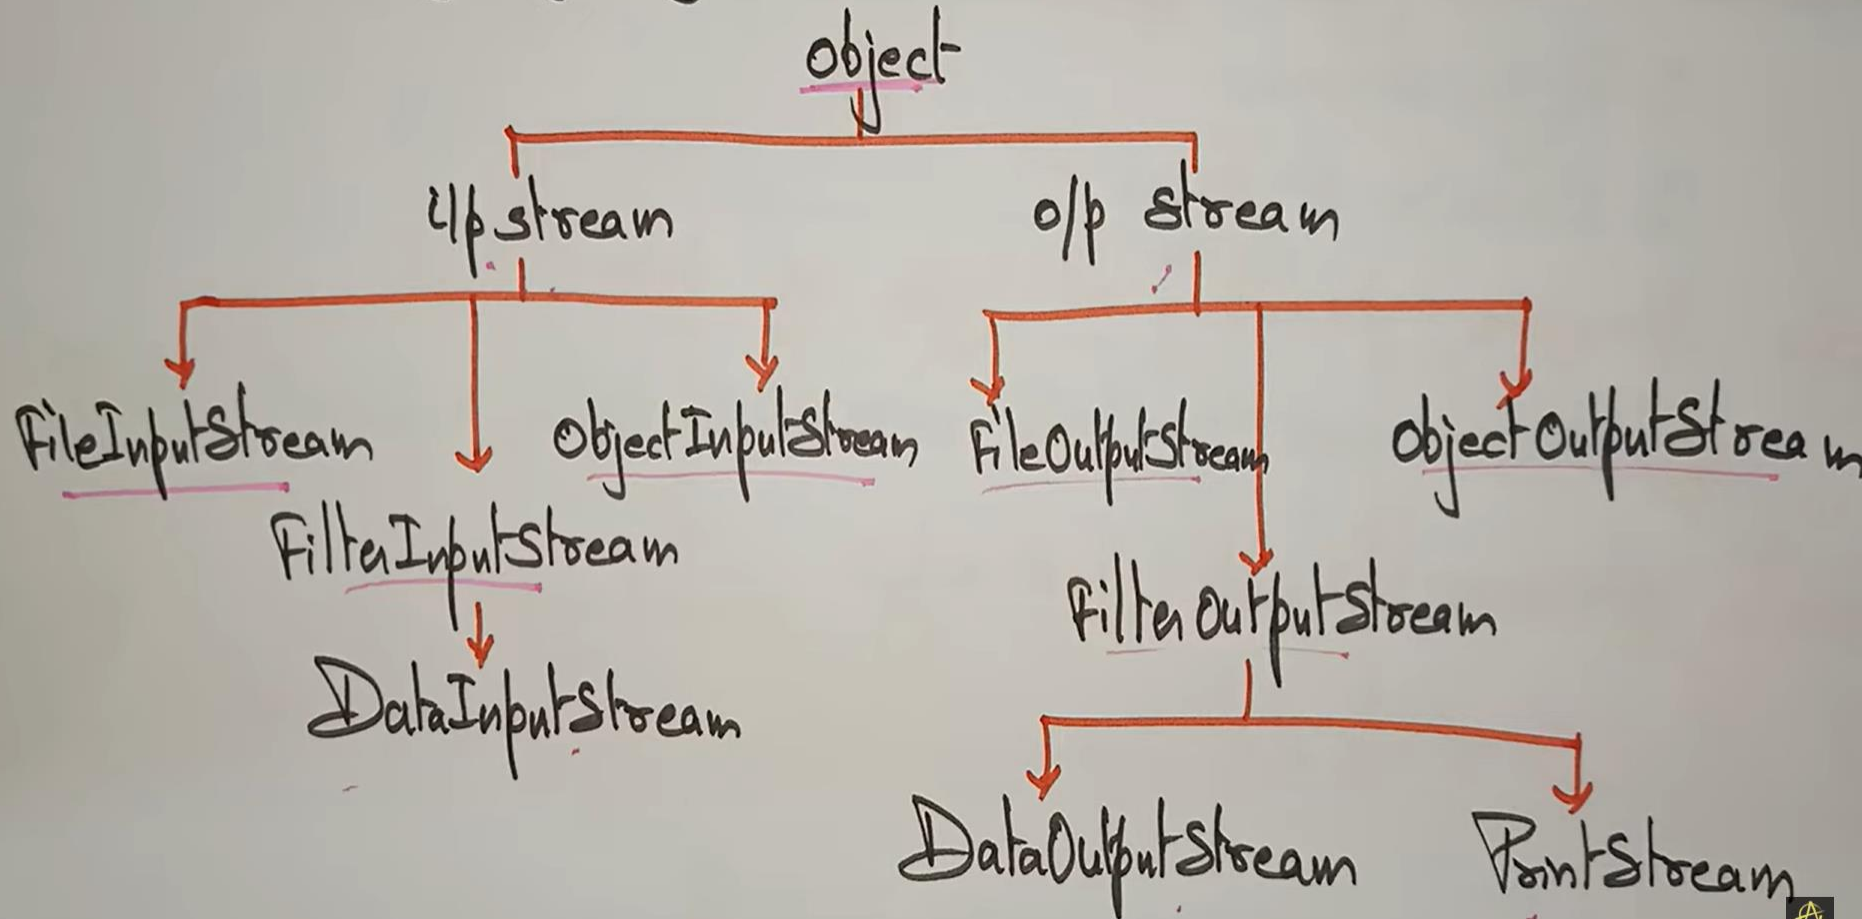 Object
i/p stream
o/p stream
FileInputStream
ObjectInputStream
FileOutputStream
ObjectOutputStream
FilterInputStream
FilterOutputStream
DataInputStream
DataOutputStream
PrintStream